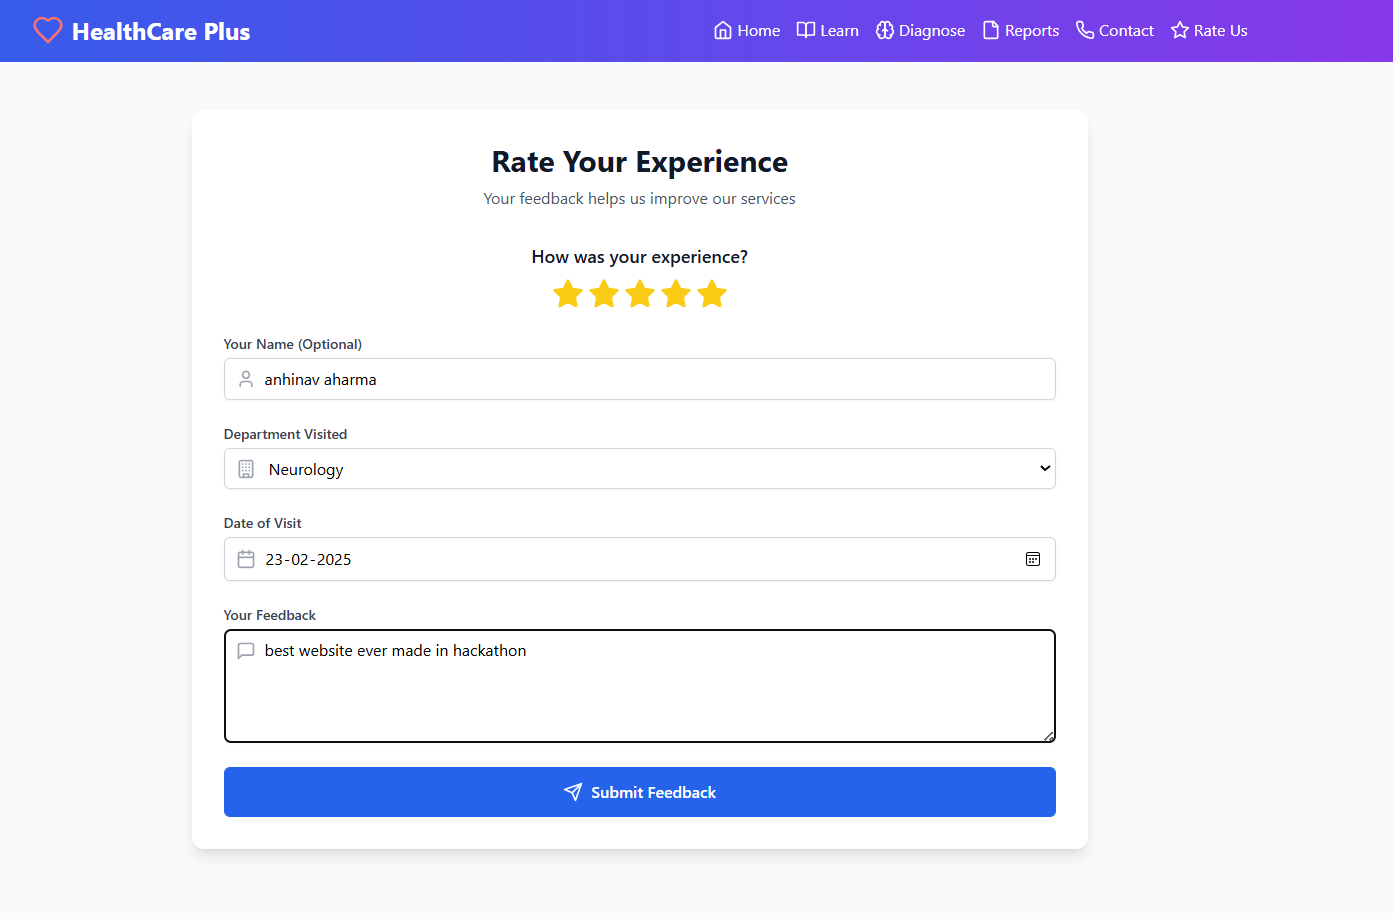 HealthCare Plus
Home Learn Diagnose Reports Contact Rate Us
Rate Your Experience
Your feedback helps us improve our services
How was your experience?
Your Name (Optional)
anhinav aharma
Department Visited
Neurology
Date of Visit
23-02-2025
Your Feedback
best website ever made in hackathon
Submit Feedback